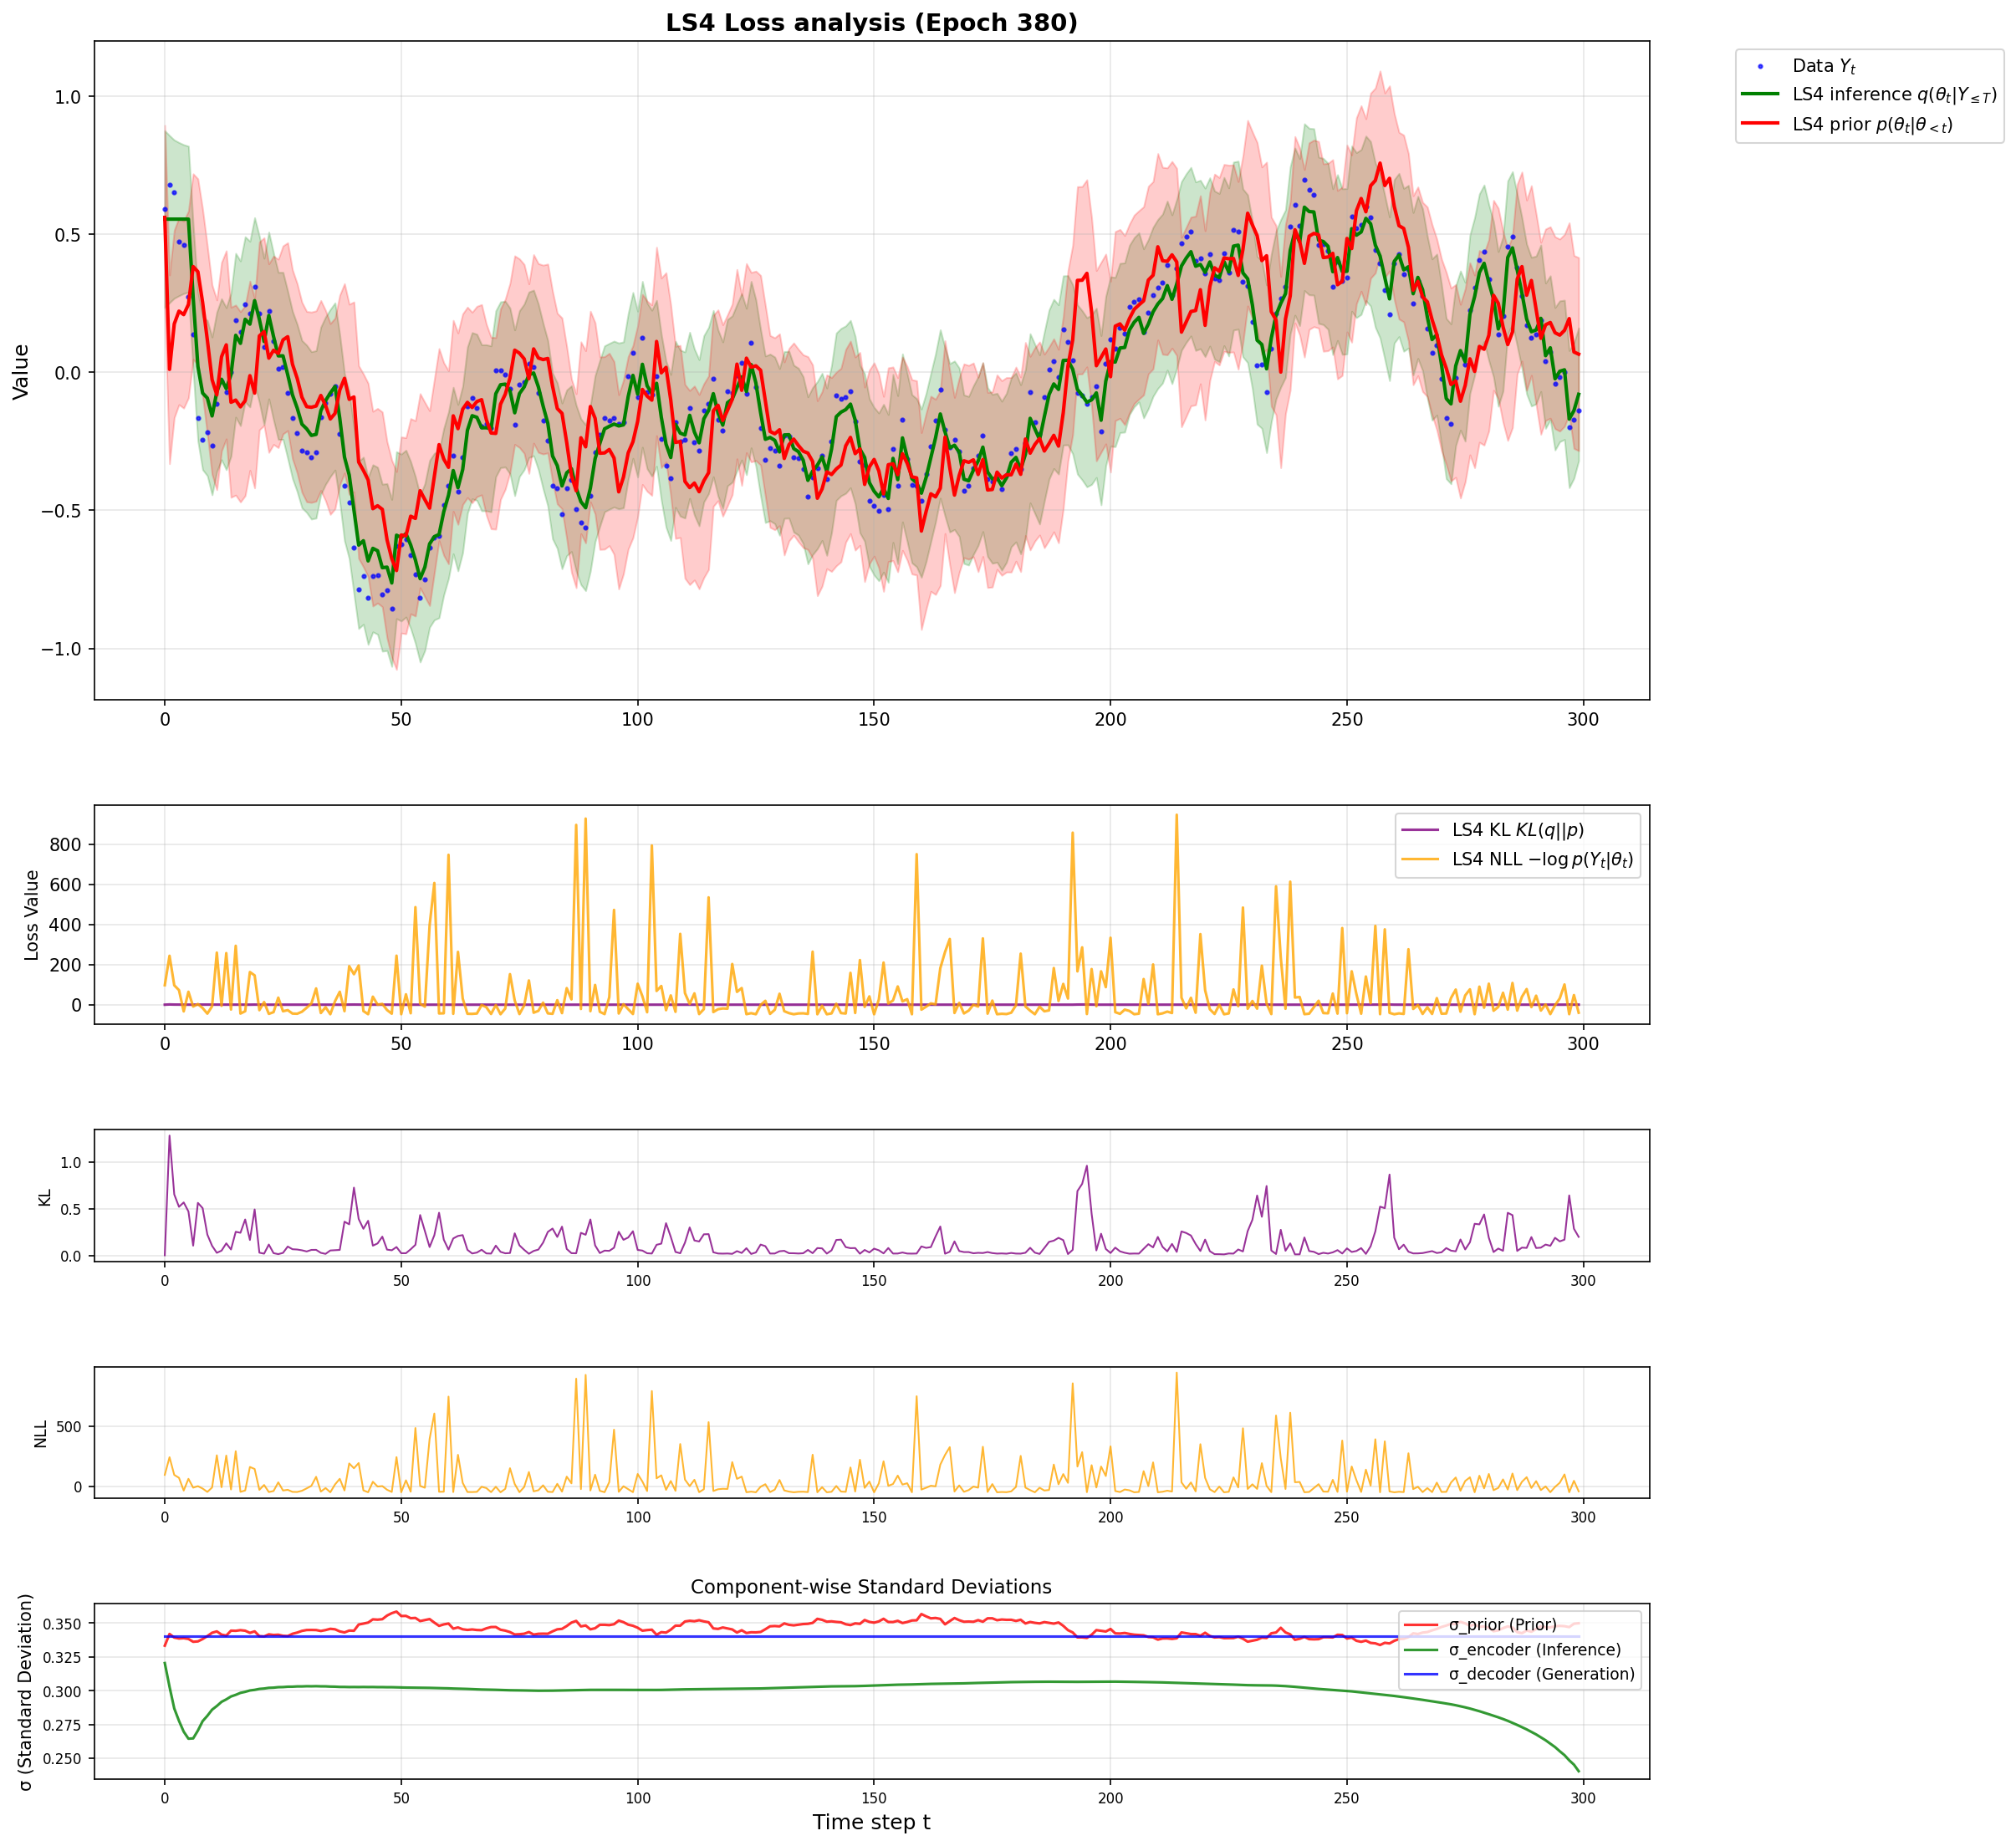 LS4 Loss analysis (Epoch 380)
Value
1.0
0.5
0.0
−0.5
−1.0
0 50 100 150 200 250 300
Data Y_t
LS4 inference q(θ_t|Y_{≤T})
LS4 prior p(θ_t|θ_{<t})
Loss Value
800
600
400
200
0
0 50 100 150 200 250 300
LS4 KL KL(q||p)
LS4 NLL −log p(Y_t|θ_t)
KL
1.0
0.5
0.0
0 50 100 150 200 250 300
NLL
500
0
0 50 100 150 200 250 300
Component-wise Standard Deviations
σ (Standard Deviation)
0.350
0.325
0.300
0.275
0.250
σ_prior (Prior)
σ_encoder (Inference)
σ_decoder (Generation)
0 50 100 150 200 250 300
Time step t